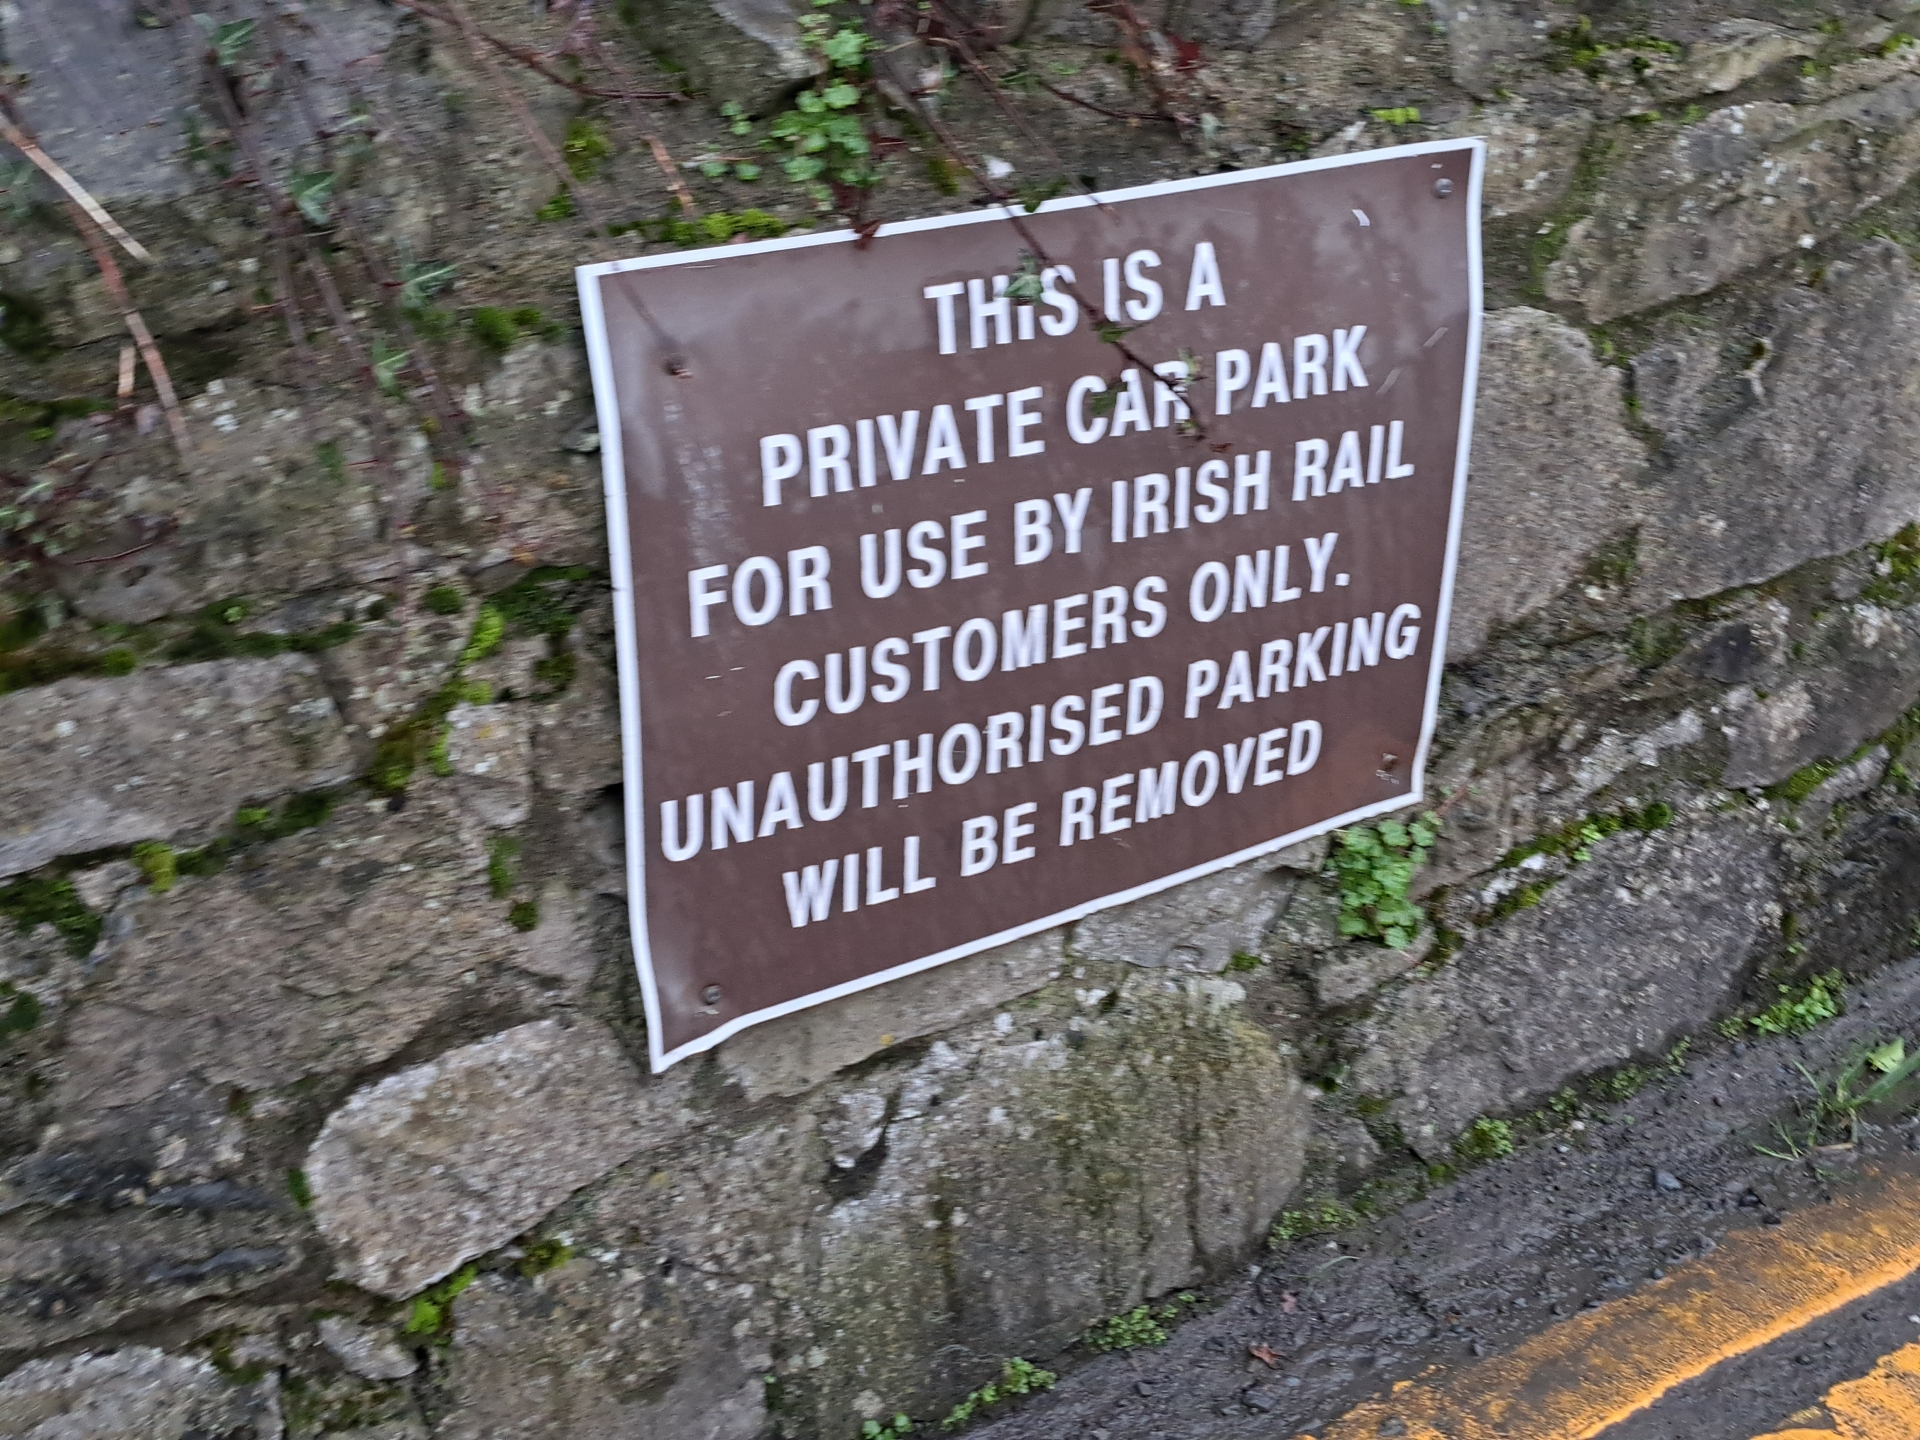 THIS IS A
PRIVATE CAR PARK
FOR USE BY IRISH RAIL
CUSTOMERS ONLY.
UNAUTHORISED PARKING
WILL BE REMOVED